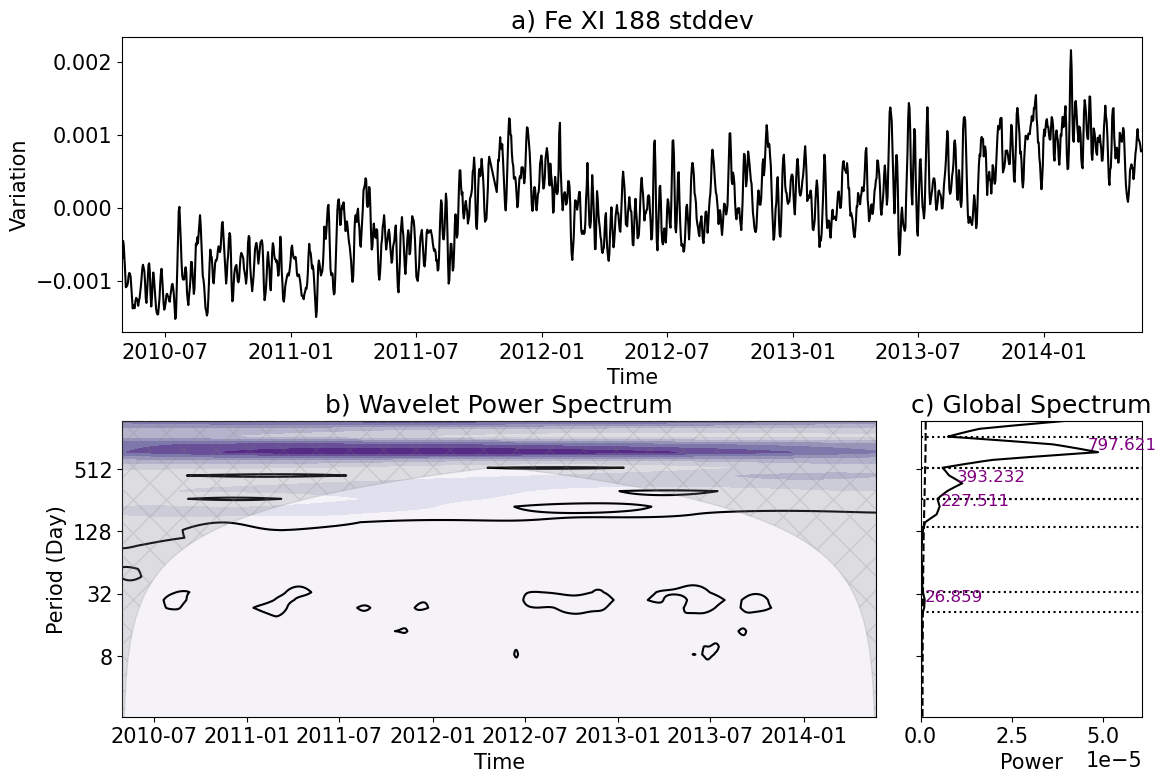 a) Fe XI 188 stddev
Variation
0.002
0.001
0.000
−0.001
2010-07 2011-01 2011-07 2012-01 2012-07 2013-01 2013-07 2014-01
Time
b) Wavelet Power Spectrum
Period (Day)
512
128
32
8
2010-07 2011-01 2011-07 2012-01 2012-07 2013-01 2013-07 2014-01
Time
c) Global Spectrum
797.621
393.232
227.511
26.859
0.0 2.5 5.0
Power 1e−5